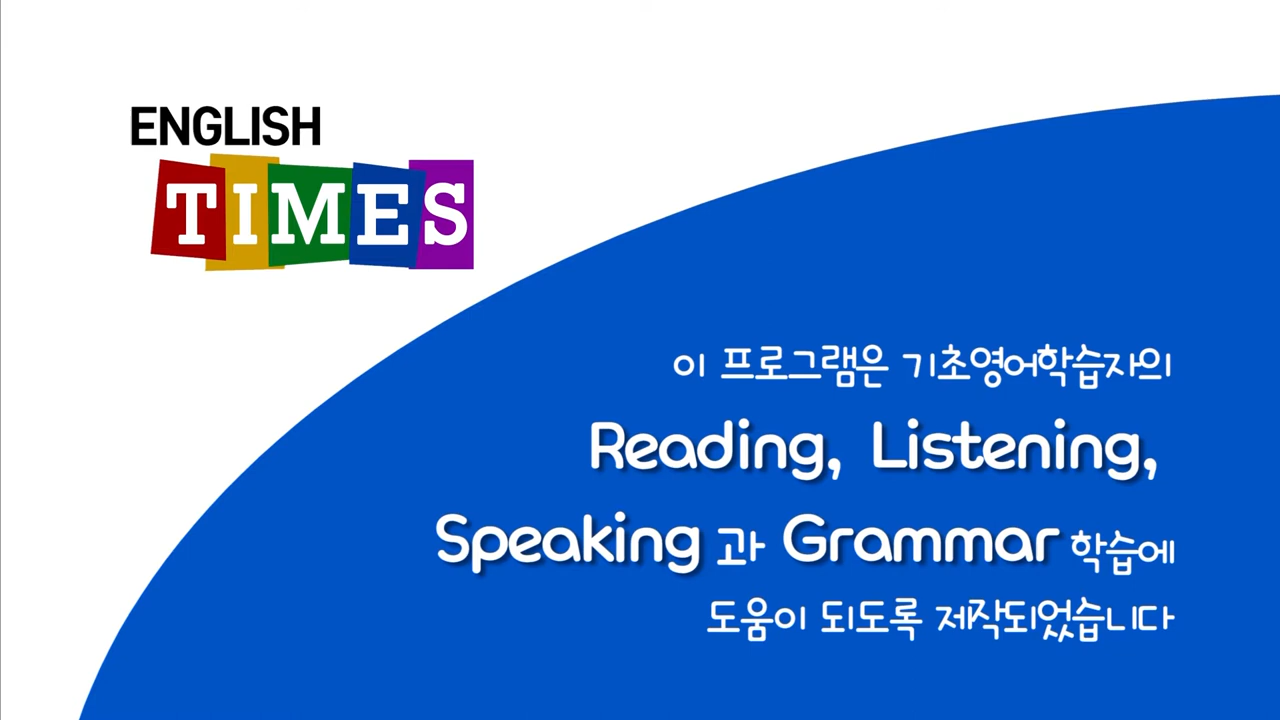 ENGLISH
TIMES
이 프로그램은 기초영어학습자의
Reading, Listening,
Speaking 과 Grammar 학습에
도움이 되도록 제작되었습니다